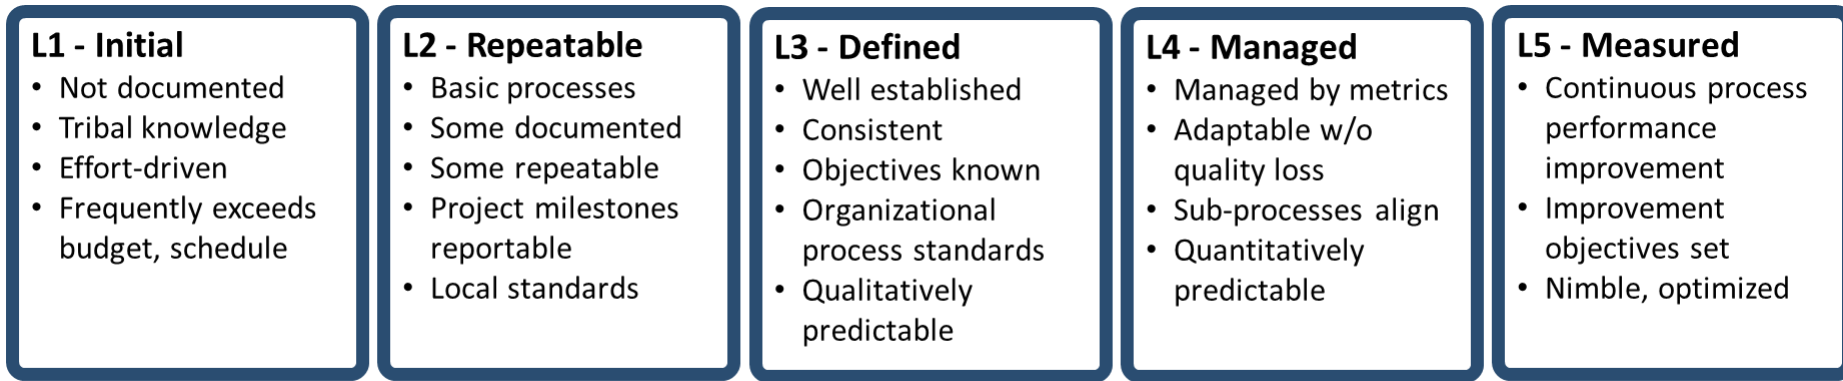 L1 - Initial
• Not documented
• Tribal knowledge
• Effort-driven
• Frequently exceeds
budget, schedule
L2 - Repeatable
• Basic processes
• Some documented
• Some repeatable
• Project milestones
reportable
• Local standards
L3 - Defined
• Well established
• Consistent
• Objectives known
• Organizational
process standards
• Qualitatively
predictable
L4 - Managed
• Managed by metrics
• Adaptable w/o
quality loss
• Sub-processes align
• Quantitatively
predictable
L5 - Measured
• Continuous process
performance
improvement
• Improvement
objectives set
• Nimble, optimized